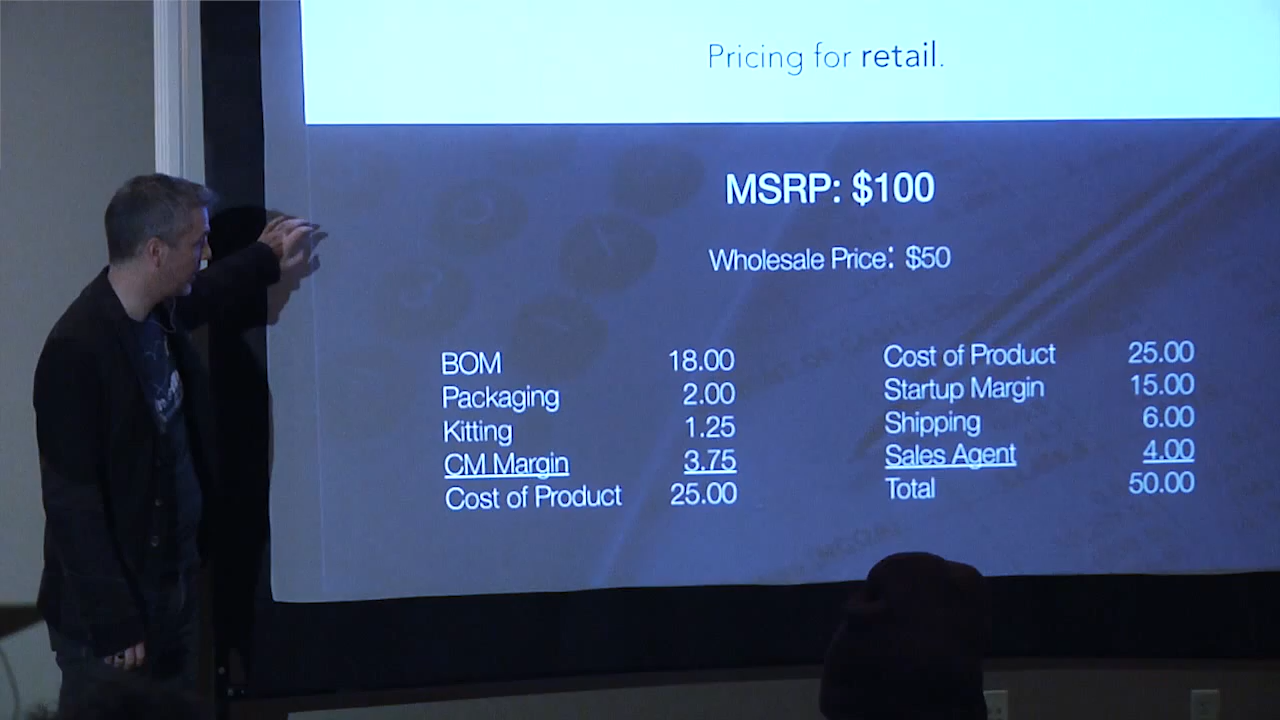 Pricing for retail.
MSRP: $100
Wholesale Price: $50
BOM 18.00
Packaging 2.00
Kitting 1.25
CM Margin 3.75
Cost of Product 25.00
Cost of Product 25.00
Startup Margin 15.00
Shipping 6.00
Sales Agent 4.00
Total 50.00